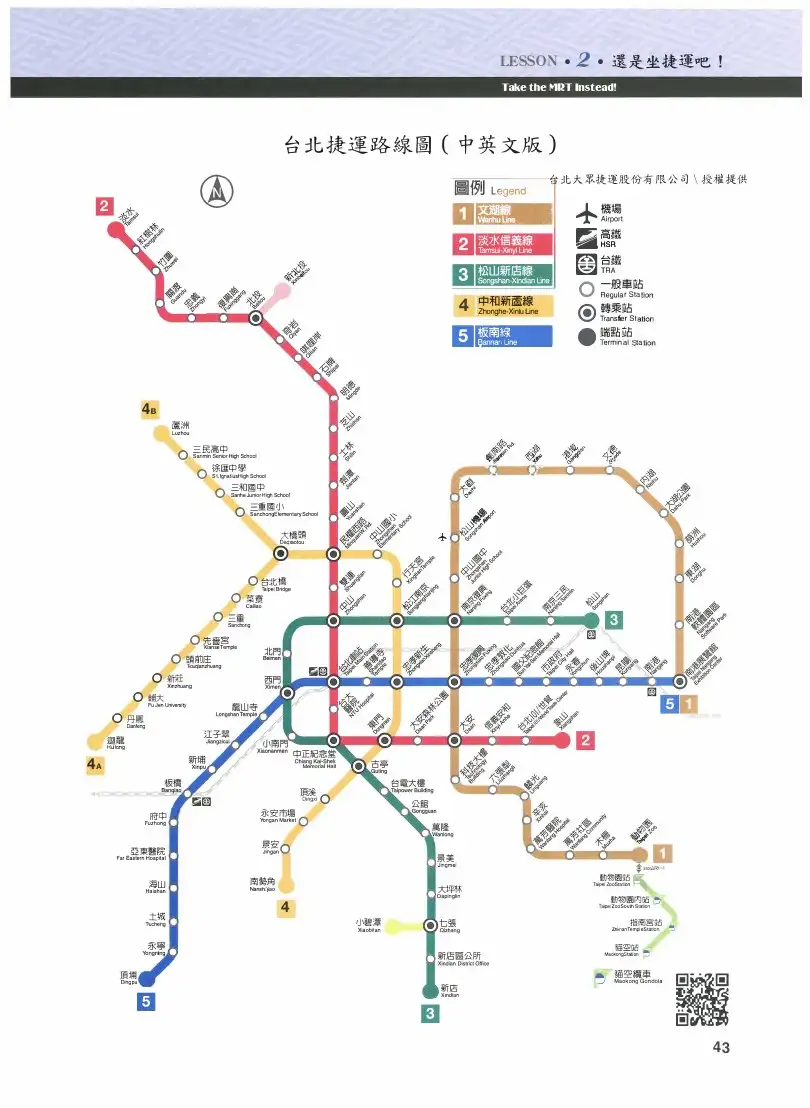 LESSON • 2 • 還是坐捷運吧！
Take the MRT Instead!
台北捷運路線圖（中英文版）
台北大眾捷運股份有限公司\授權提供
圖例 Legend
1 文湖線
Wenhu Line
2 淡水信義線
Tamsui-Xinyi Line
3 松山新店線
Songshan-Xindian Line
4 中和新蘆線
Zhonghe-Xinlu Line
5 板南線
Bannan Line
機場
Airport
高鐵
HSR
台鐵
TRA
一般車站
Regular Station
轉乘站
Transfer Station
端點站
Terminal Station
2
淡水
Tamsui
紅樹林
Hongshulin
竹圍
Zhuwei
關渡
Guandu
忠義
Zhongyi
復興崗
Fuxinggang
北投
Beitou
新北投
Xinbeitou
奇岩
Qiyan
唭哩岸
Qilian
石牌
Shipai
明德
Mingde
芝山
Zhishan
士林
Shilin
劍潭
Jiantan
圓山
Yuanshan
民權西路
Minquan W. Rd.
雙連
Shuanglian
中山
Zhongshan
台北車站
Taipei Main Station
台大
醫院
NTU Hospital
中正紀念堂
Chiang Kai-Shek
Memorial Hall
東門
Dongmen
大安森林公園
Daan Park
大安
Daan
信義安和
Xinyi Anhe
台北101/世貿
Taipei 101/World Trade Center
象山
Xiangshan
2
4B
蘆洲
Luzhou
三民高中
Sanmin Senior High School
徐匯中學
St. Ignatius High School
三和國中
Sanhe Junior High School
三重國小
Sanchong Elementary School
大橋頭
Daqiaotou
台北橋
Taipei Bridge
菜寮
Cailiao
三重
Sanchong
先嗇宮
Xianse Temple
頭前庄
Touqianzhuang
新莊
Xinzhuang
輔大
Fu Jen University
丹鳳
Danfeng
迴龍
Huilong
4A
中山國小
Zhongshan
Elementary School
行天宮
Xingtian Temple
松江南京
Songjiang Nanjing
忠孝新生
Zhongxiao Xinsheng
古亭
Guting
頂溪
Dingxi
永安市場
Yongan Market
景安
Jingan
南勢角
Nanshijiao
4
3
松山
Songshan
南京三民
Nanjing Sanmin
台北小巨蛋
Taipei Arena
南京復興
Nanjing Fuxing
北門
Beimen
西門
Ximen
小南門
Xiaonanmen
台電大樓
Taipower Building
公館
Gongguan
萬隆
Wanlong
景美
Jingmei
大坪林
Dapinglin
七張
Qizhang
小碧潭
Xiaobitan
新店區公所
Xindian District Office
新店
Xindian
3
善導寺
Shandao
Temple
忠孝復興
Zhongxiao Fuxing
忠孝敦化
Zhongxiao Dunhua
國父紀念館
Sun Yat-Sen Memorial Hall
市政府
Taipei City Hall
永春
Yongchun
後山埤
Houshanpi
昆陽
Kunyang
南港
Nangang
南港展覽館
Taipei Nangang
Exhibition Center
5 1
龍山寺
Longshan Temple
江子翠
Jiangzicui
新埔
Xinpu
板橋
Banqiao
府中
Fuzhong
亞東醫院
Far Eastern Hospital
海山
Haishan
土城
Tucheng
永寧
Yongning
頂埔
Dingpu
5
劍南路
Jiannan Rd.
西湖
Xihu
港墘
Gangqian
文德
Wende
內湖
Neihu
大湖公園
Dahu Park
葫洲
Huzhou
東湖
Donghu
南港
軟體園區
Nangang
Software Park
大直
Dazhi
松山機場
Songshan Airport
中山國中
Zhongshan
Junior High School
科技大樓
Technology
Building
六張犁
Liuzhangli
麟光
Linguang
辛亥
Xinhai
萬芳醫院
Wanfang Hospital
萬芳社區
Wanfang Community
木柵
Muzha
動物園
Taipei Zoo
1
動物園站
Taipei Zoo Station
動物園內站
Taipei Zoo South Station
指南宮站
Zhinan Temple Station
貓空站
Maokong Station
貓空纜車
Maokong Gondola
43